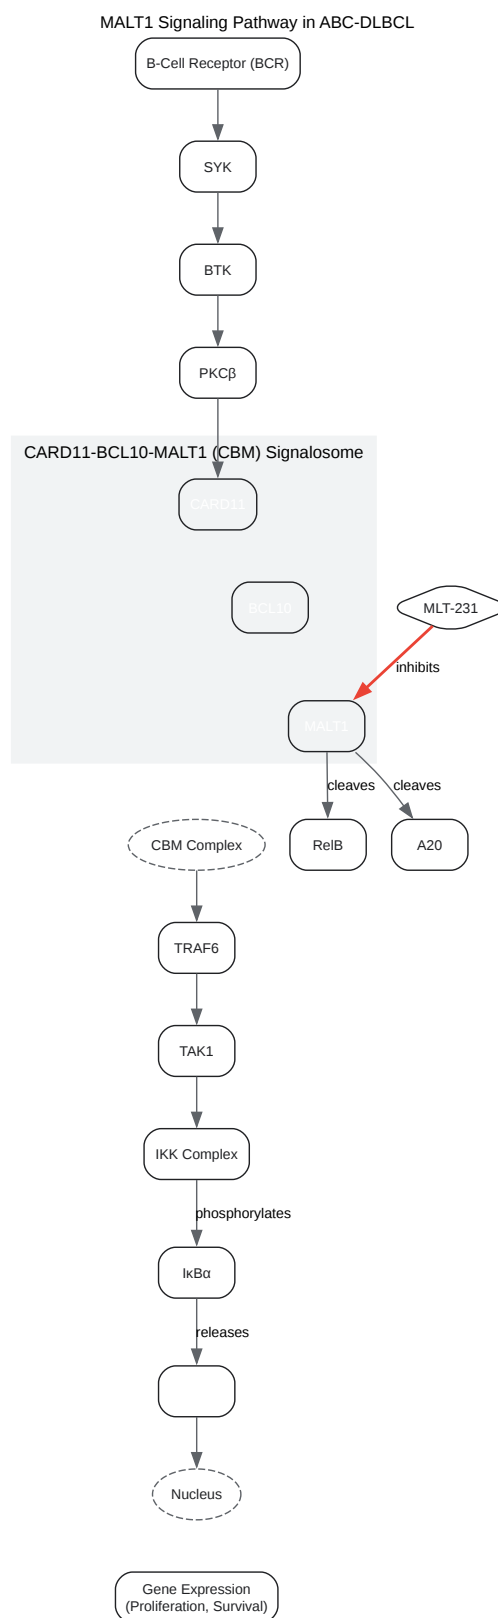 MALT1 Signaling Pathway in ABC-DLBCL
B-Cell Receptor (BCR)
SYK
BTK
PKCβ
CARD11-BCL10-MALT1 (CBM) Signalosome
CARD11
BCL10
MLT-231
inhibits
MALT1
cleaves
cleaves
RelB
A20
CBM Complex
TRAF6
TAK1
IKK Complex
phosphorylates
IκBα
releases
Nucleus
Gene Expression
(Proliferation, Survival)